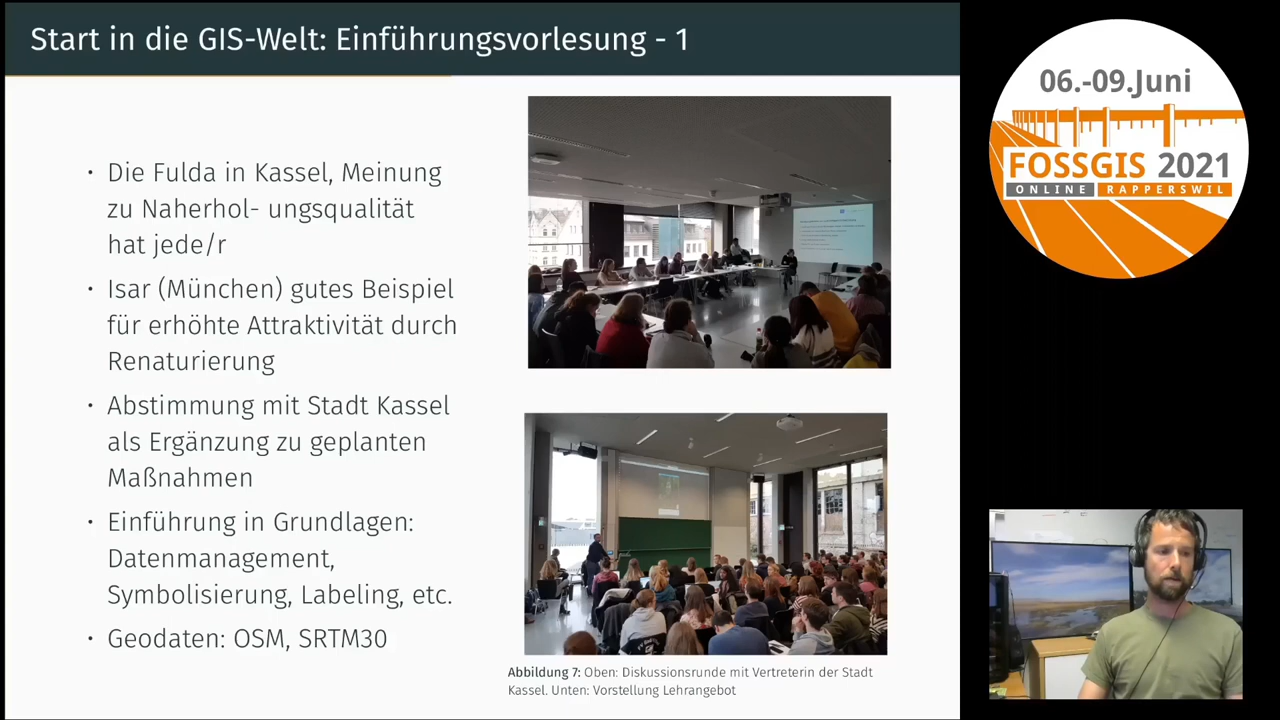 Start in die GIS-Welt: Einführungsvorlesung - 1
• Die Fulda in Kassel, Meinung
zu Naherhol- ungsqualität
hat jede/r
• Isar (München) gutes Beispiel
für erhöhte Attraktivität durch
Renaturierung
• Abstimmung mit Stadt Kassel
als Ergänzung zu geplanten
Maßnahmen
• Einführung in Grundlagen:
Datenmanagement,
Symbolisierung, Labeling, etc.
• Geodaten: OSM, SRTM30
Abbildung 7: Oben: Diskussionsrunde mit Vertreterin der Stadt
Kassel. Unten: Vorstellung Lehrangebot
06.-09.Juni
FOSSGIS 2021
ONLINE RAPPERSWIL